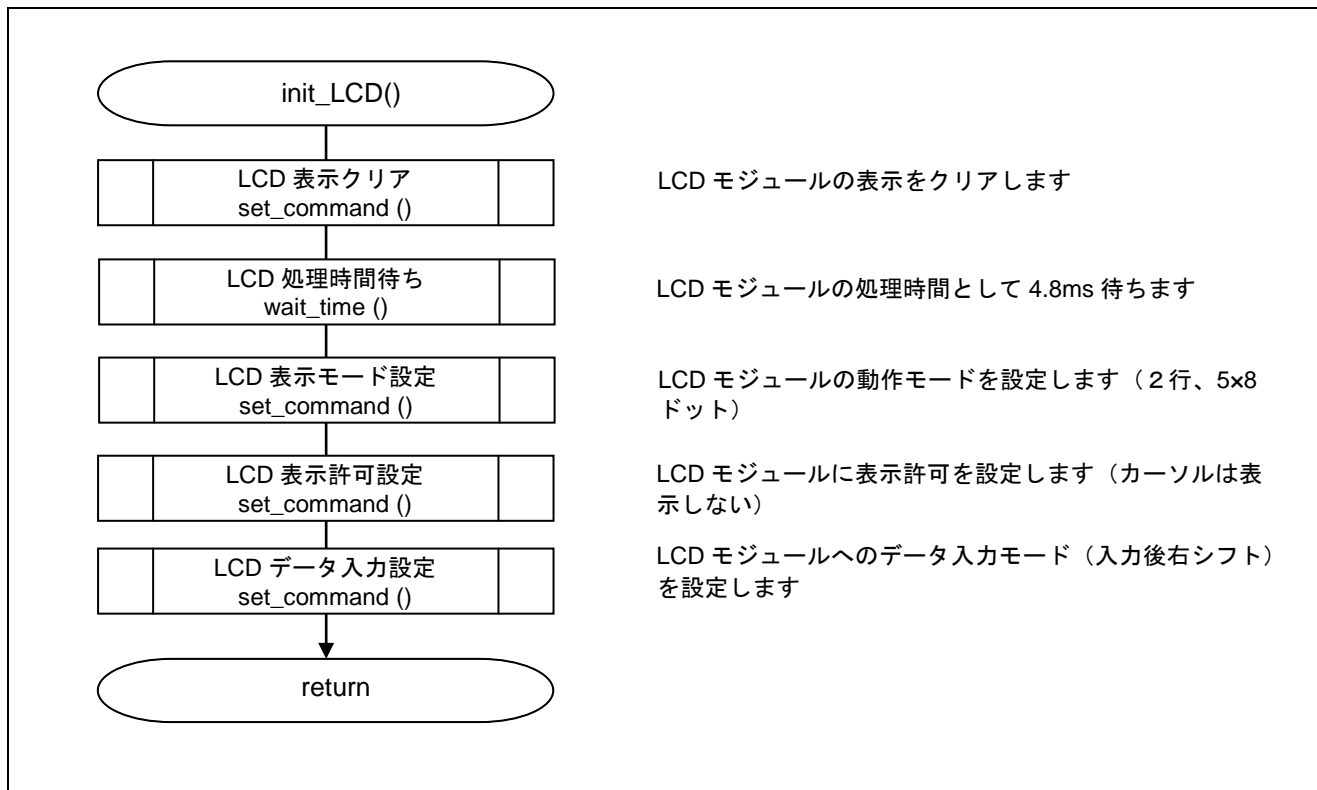 init_LCD()
LCD 表示クリア
set_command ()
LCD モジュールの表示をクリアします
LCD 処理時間待ち
wait_time ()
LCD モジュールの処理時間として 4.8ms 待ちます
LCD 表示モード設定
set_command ()
LCD モジュールの動作モードを設定します（２行、5×8
ドット）
LCD 表示許可設定
set_command ()
LCD モジュールに表示許可を設定します（カーソルは表
示しない）
LCD データ入力設定
set_command ()
LCD モジュールへのデータ入力モード（入力後右シフト）
を設定します
return